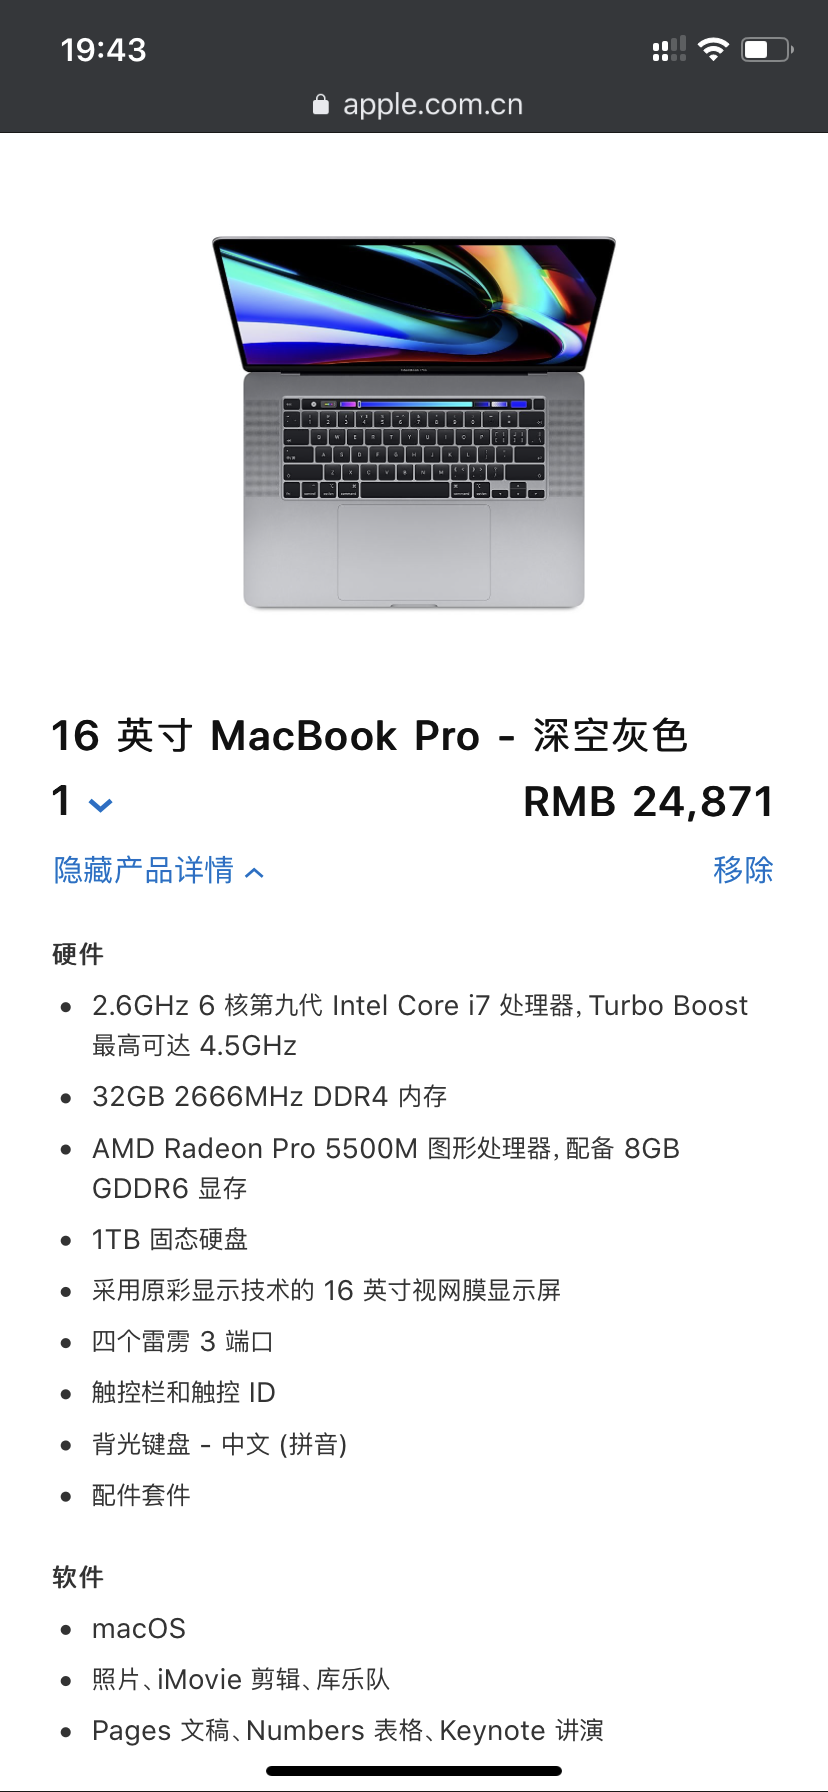 19:43
apple.com.cn
16 英寸 MacBook Pro - 深空灰色
1 RMB 24,871
隐藏产品详情 移除
硬件
2.6GHz 6 核第九代 Intel Core i7 处理器，Turbo Boost
最高可达 4.5GHz
32GB 2666MHz DDR4 内存
AMD Radeon Pro 5500M 图形处理器，配备 8GB
GDDR6 显存
1TB 固态硬盘
采用原彩显示技术的 16 英寸视网膜显示屏
四个雷雳 3 端口
触控栏和触控 ID
背光键盘 - 中文 (拼音)
配件套件
软件
macOS
照片、iMovie 剪辑、库乐队
Pages 文稿、Numbers 表格、Keynote 讲演